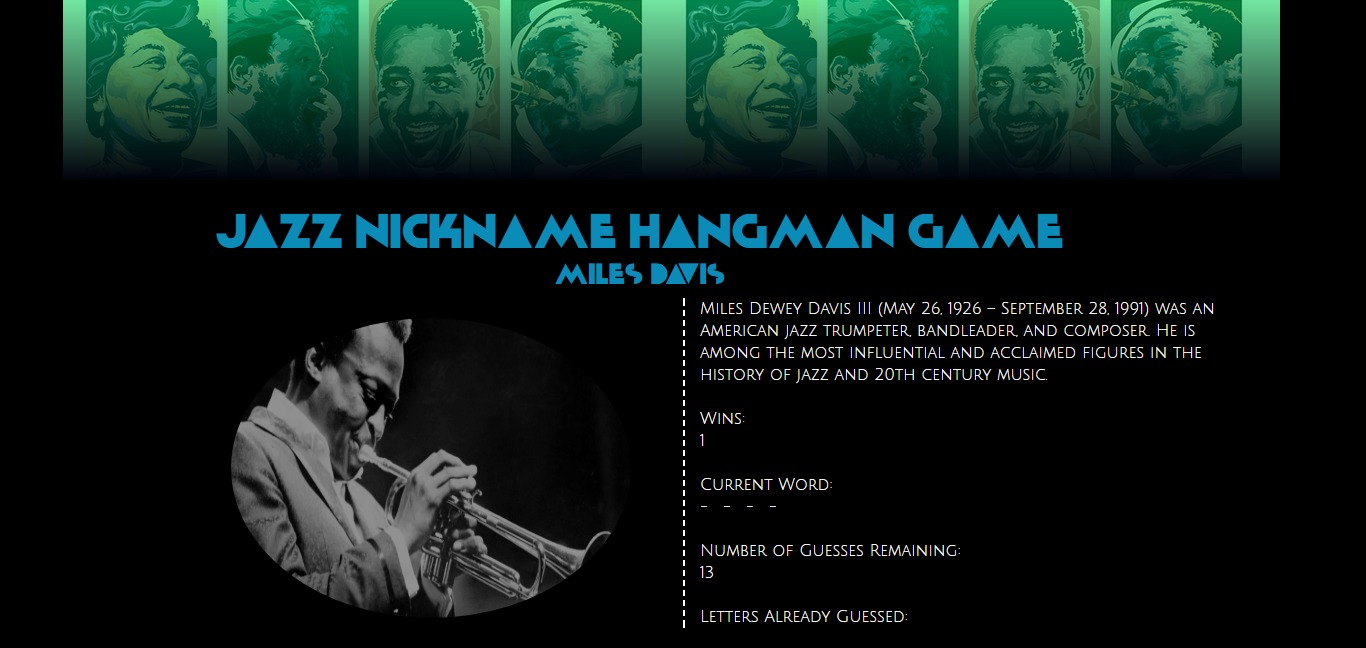 JAZZ NICKNAME HANGMAN GAME
MILES DAVIS
Miles Dewey Davis III (May 26, 1926 – September 28, 1991) was an
American jazz trumpeter, bandleader, and composer. He is
among the most influential and acclaimed figures in the
history of jazz and 20th century music.
Wins:
1
Current Word:
- - - -
Number of Guesses Remaining:
13
Letters Already Guessed: